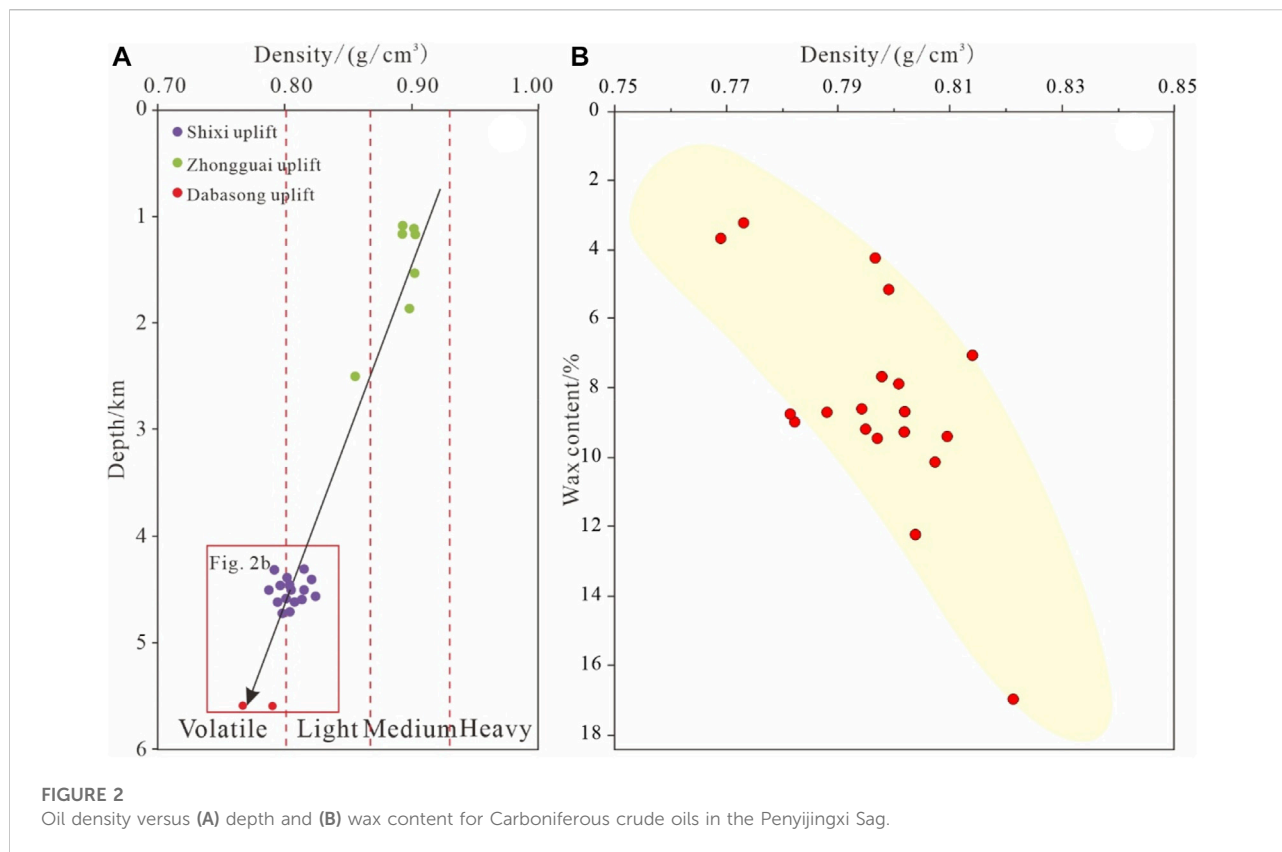 A
Density/(g/cm³)
0.70 0.80 0.90 1.00
0
1
2
3
4
5
6
Depth/km
Shixi uplift
Zhongguai uplift
Dabasong uplift
Fig. 2b
Volatile Light Medium Heavy
B
Density/(g/cm³)
0.75 0.77 0.79 0.81 0.83 0.85
0
2
4
6
8
10
12
14
16
18
Wax content/%
FIGURE 2
Oil density versus (A) depth and (B) wax content for Carboniferous crude oils in the Penyijingxi Sag.